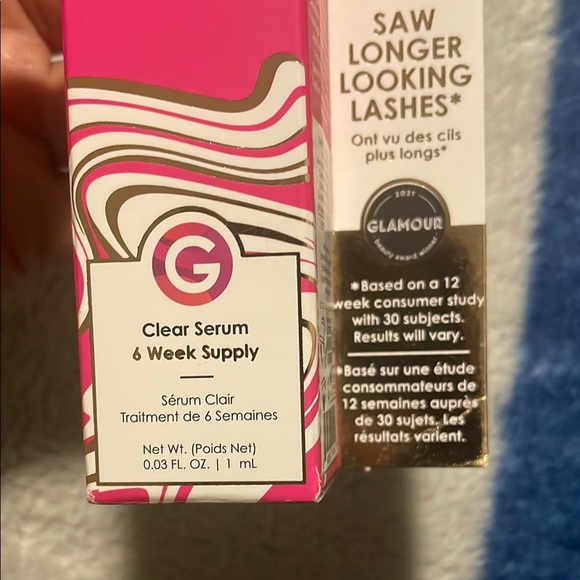 G
Clear Serum
6 Week Supply
Sérum Clair
Traitment de 6 Semaines
Net Wt. (Poids Net)
0.03 FL. OZ. | 1 mL
SAW
LONGER
LOOKING
LASHES*
Ont vu des cils
plus longs*
2021
GLAMOUR
beauty award winner
*Based on a 12
week consumer study
with 30 subjects.
Results will vary.
*Basé sur une étude
consommateurs de
12 semaines auprès
de 30 sujets. Les
résultats varient.